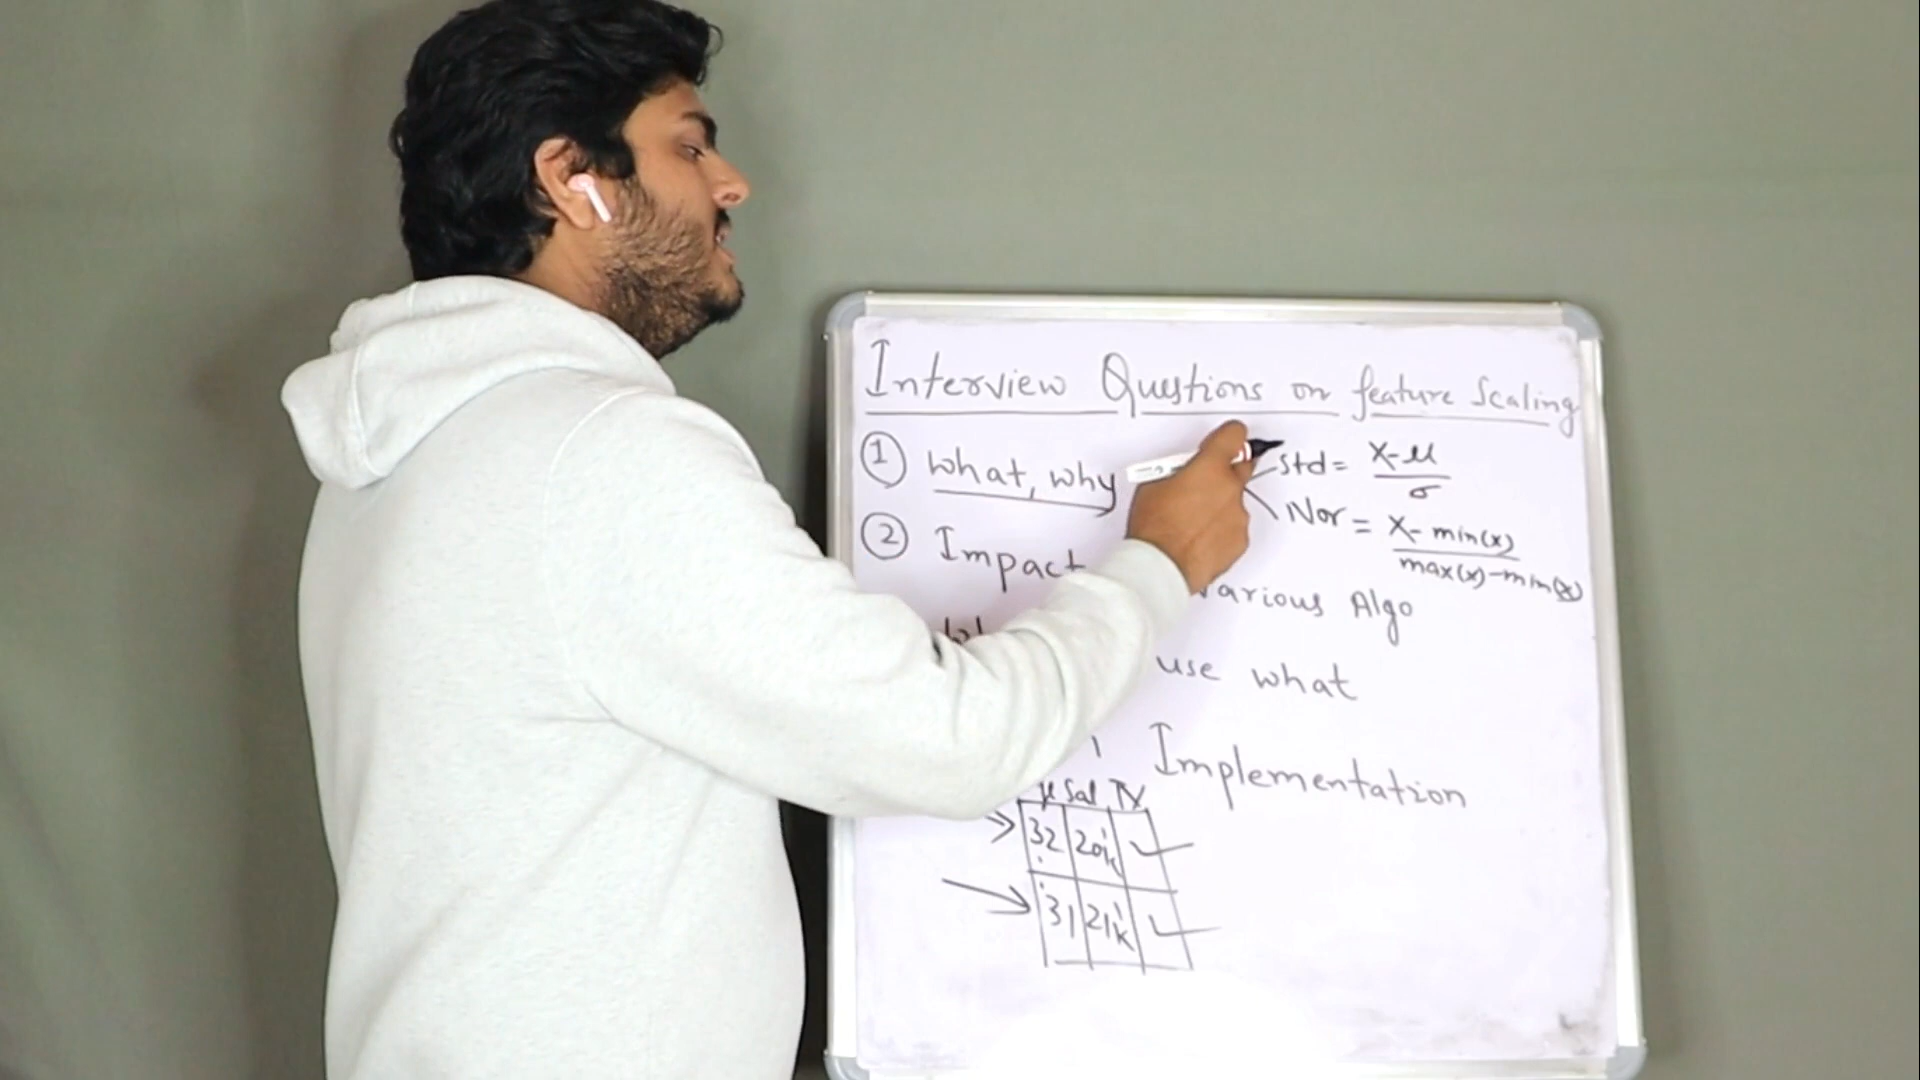 Interview Questions on feature Scaling
1 What, why
Std = X-μ / σ
Nor = X- min(x) / max(x)-min(x)
2 Impact various Algo
use what
Implementation
Sal
32 20k
31 21k